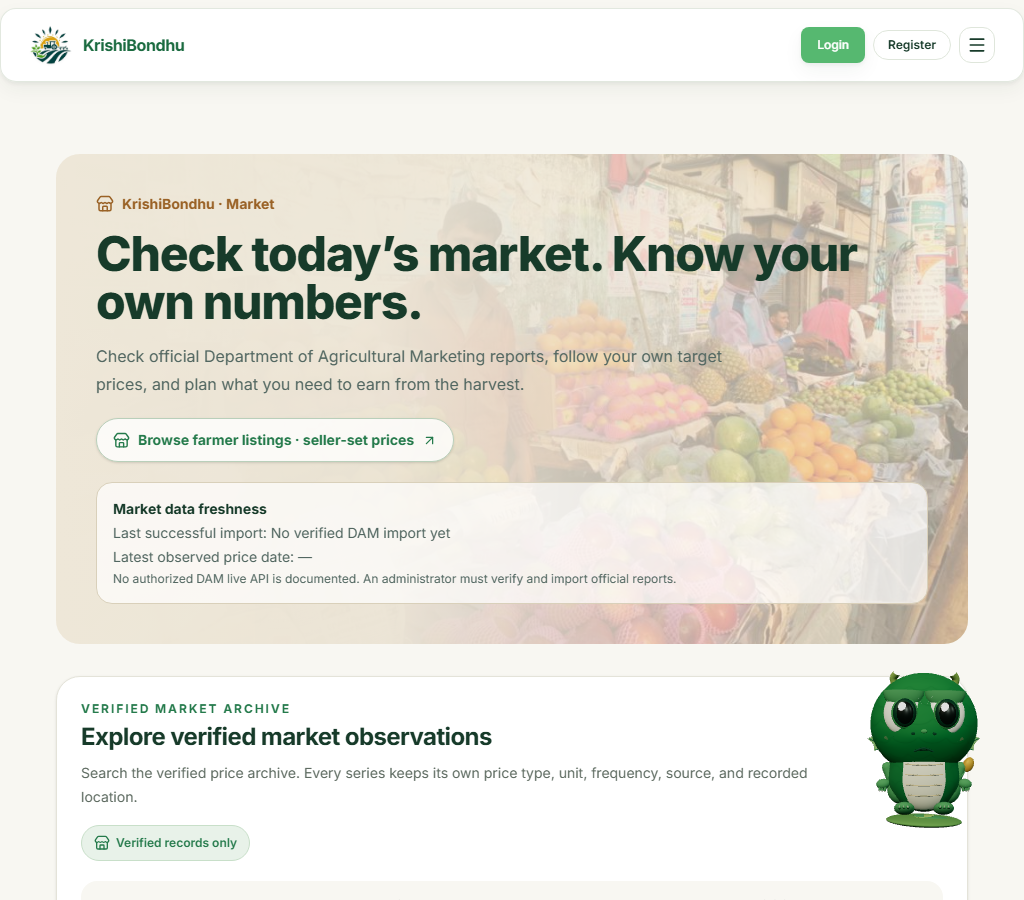 KrishiBondhu
Login
Register
KrishiBondhu · Market
Check today’s market. Know your
own numbers.
Check official Department of Agricultural Marketing reports, follow your own target
prices, and plan what you need to earn from the harvest.
Browse farmer listings · seller-set prices
Market data freshness
Last successful import: No verified DAM import yet
Latest observed price date: —
No authorized DAM live API is documented. An administrator must verify and import official reports.
VERIFIED MARKET ARCHIVE
Explore verified market observations
Search the verified price archive. Every series keeps its own price type, unit, frequency, source, and recorded
location.
Verified records only